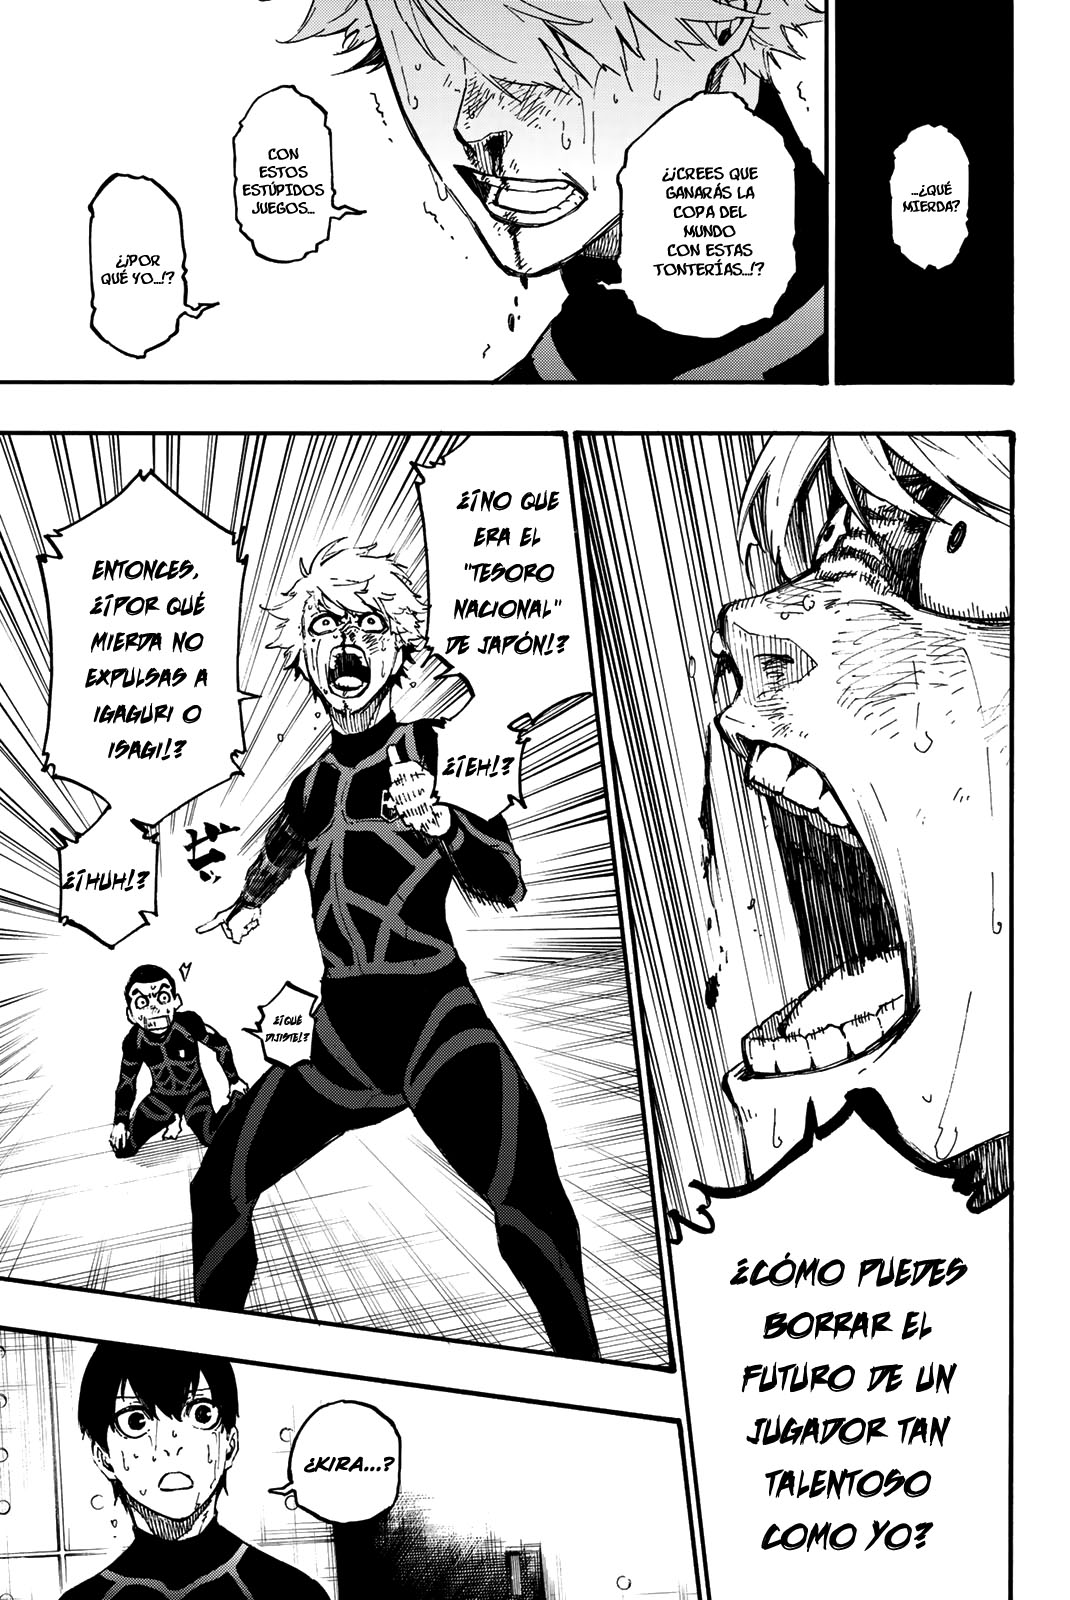 ...¿QUÉ
MIERDA?
¿¡CREES QUE
GANARÁS LA
COPA DEL
MUNDO
CON ESTAS
TONTERÍAS...!?
CON
ESTOS
ESTÚPIDOS
JUEGOS...
¿¡POR
QUÉ YO...!?
¿CÓMO PUEDES
BORRAR EL
FUTURO DE UN
JUGADOR TAN
TALENTOSO
COMO YO?
¿¡NO QUE
ERA EL
"TESORO
NACIONAL"
DE JAPÓN!?
¿¡EH!?
ENTONCES,
¿¡POR QUÉ
MIERDA NO
EXPULSAS A
IGAGURI O
ISAGI!?
¿¡HUH!?
ビ
¿¡QUÉ
DIJISTE!?
¿KIRA...?